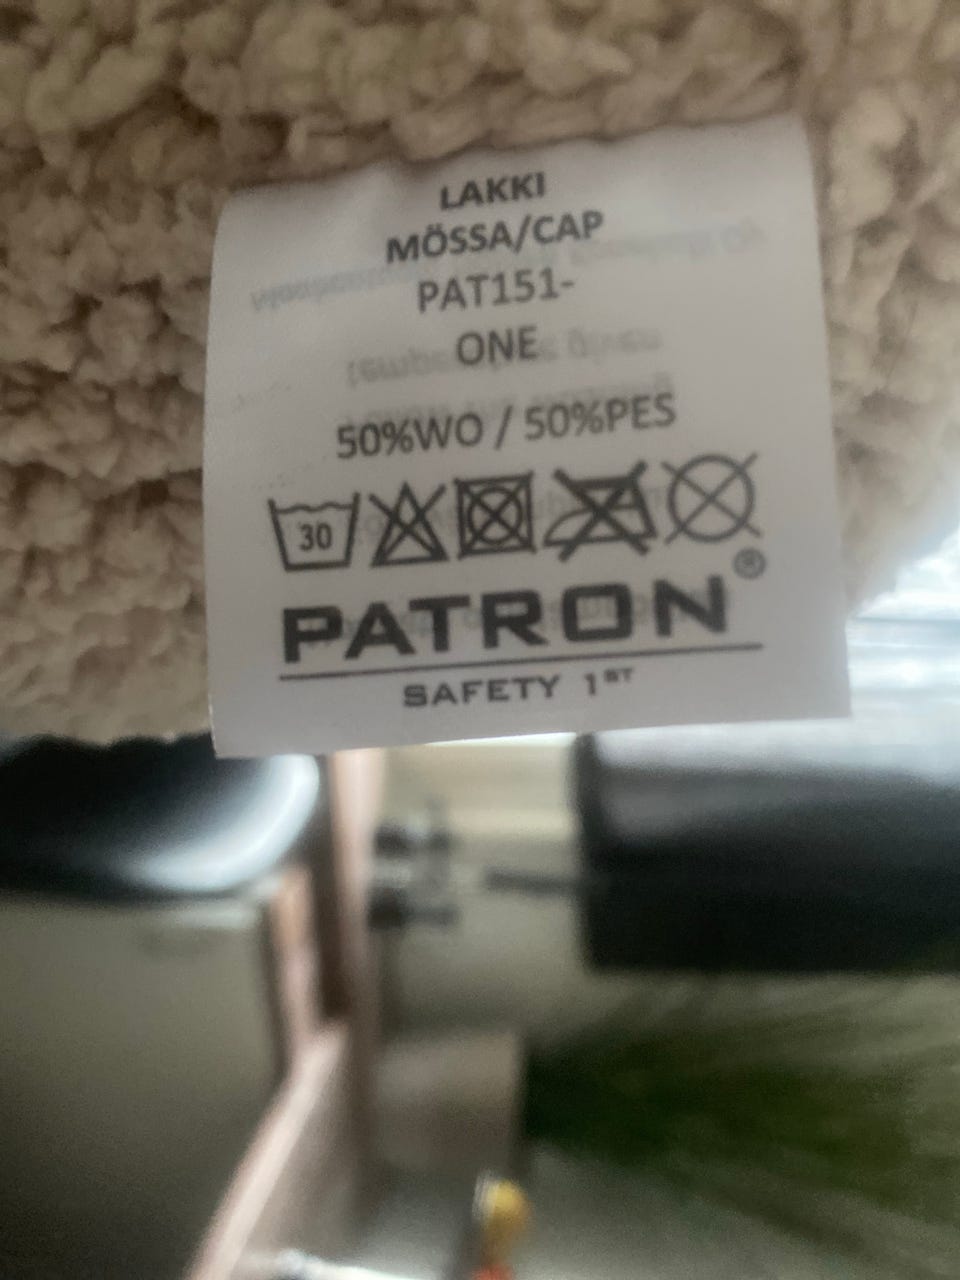 LAKKI
MÖSSA/CAP
PAT151-
ONE
50%WO / 50%PES
30
PATRON®
SAFETY 1ST